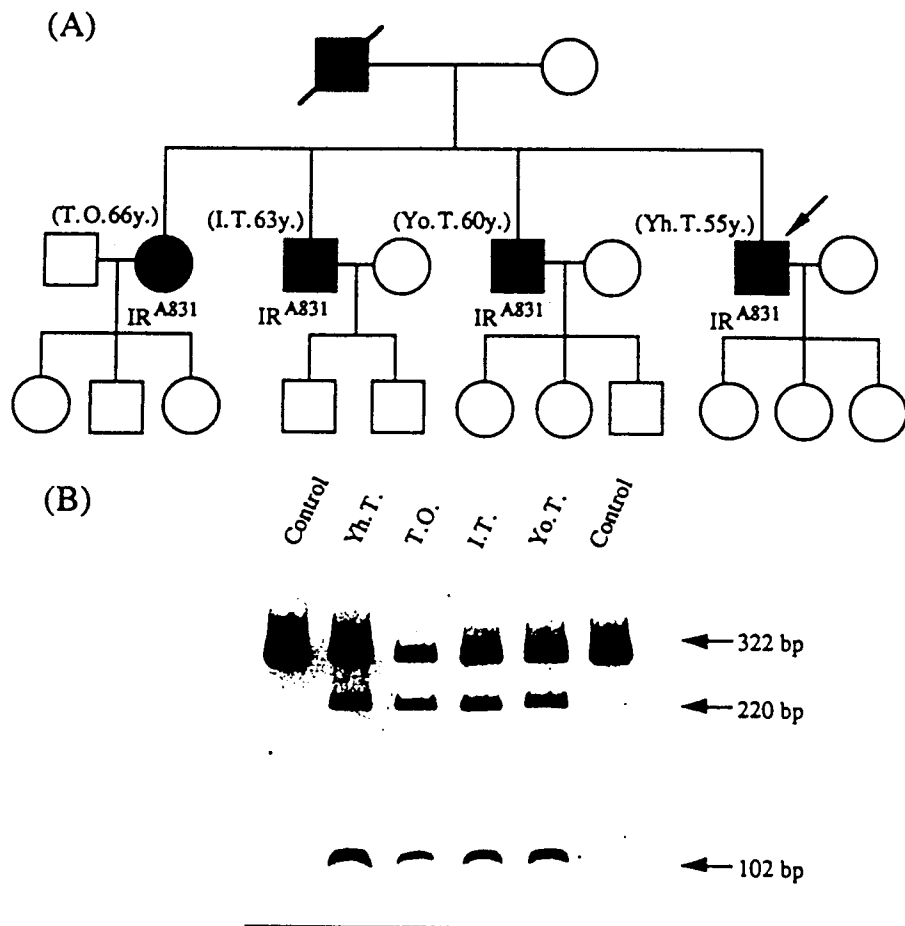 (A)
(T.O.66y.) (I.T.63y.) (Yo.T.60y.) (Yh.T.55y.)
IR A831 IR A831 IR A831 IR A831
(B)
Control Yh.T. T.O. I.T. Yo.T. Control
322 bp
220 bp
102 bp